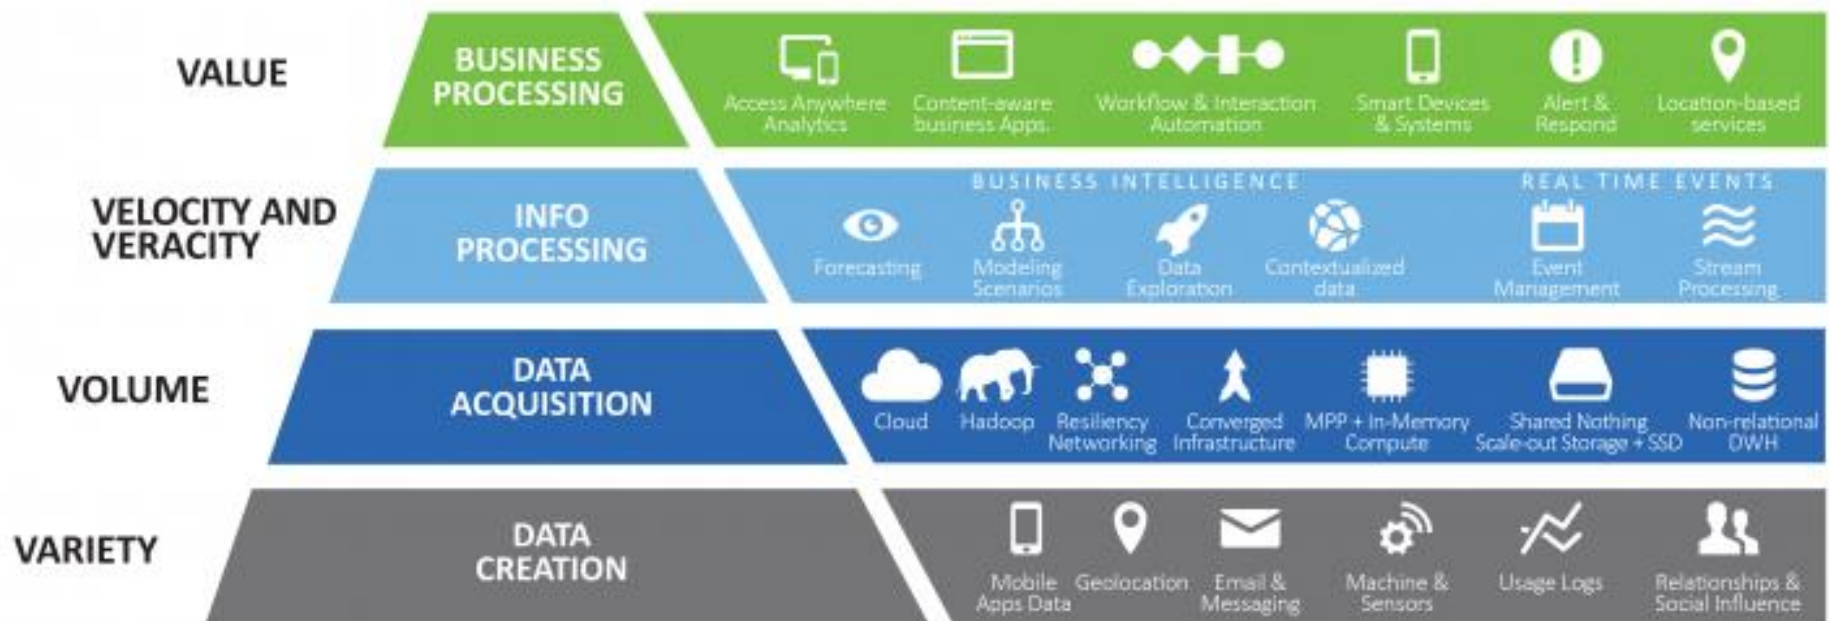 VALUE
BUSINESS
PROCESSING
Access Anywhere
Analytics
Content-aware
business Apps.
Workflow & Interaction
Automation
Smart Devices
& Systems
Alert &
Respond
Location-based
services
VELOCITY AND
VERACITY
INFO
PROCESSING
BUSINESS INTELLIGENCE
Forecasting
Modeling
Scenarios
Data
Exploration
Contextualized
data
REAL TIME EVENTS
Event
Management
Stream
Processing
VOLUME
DATA
ACQUISITION
Cloud
Hadoop
Resiliency
Networking
Converged
Infrastructure
MPP + In-Memory
Compute
Shared Nothing
Scale-out Storage + SSD
Non-relational
DWH
VARIETY
DATA
CREATION
Mobile
Apps Data
Geolocation
Email &
Messaging
Machine &
Sensors
Usage Logs
Relationships &
Social Influence